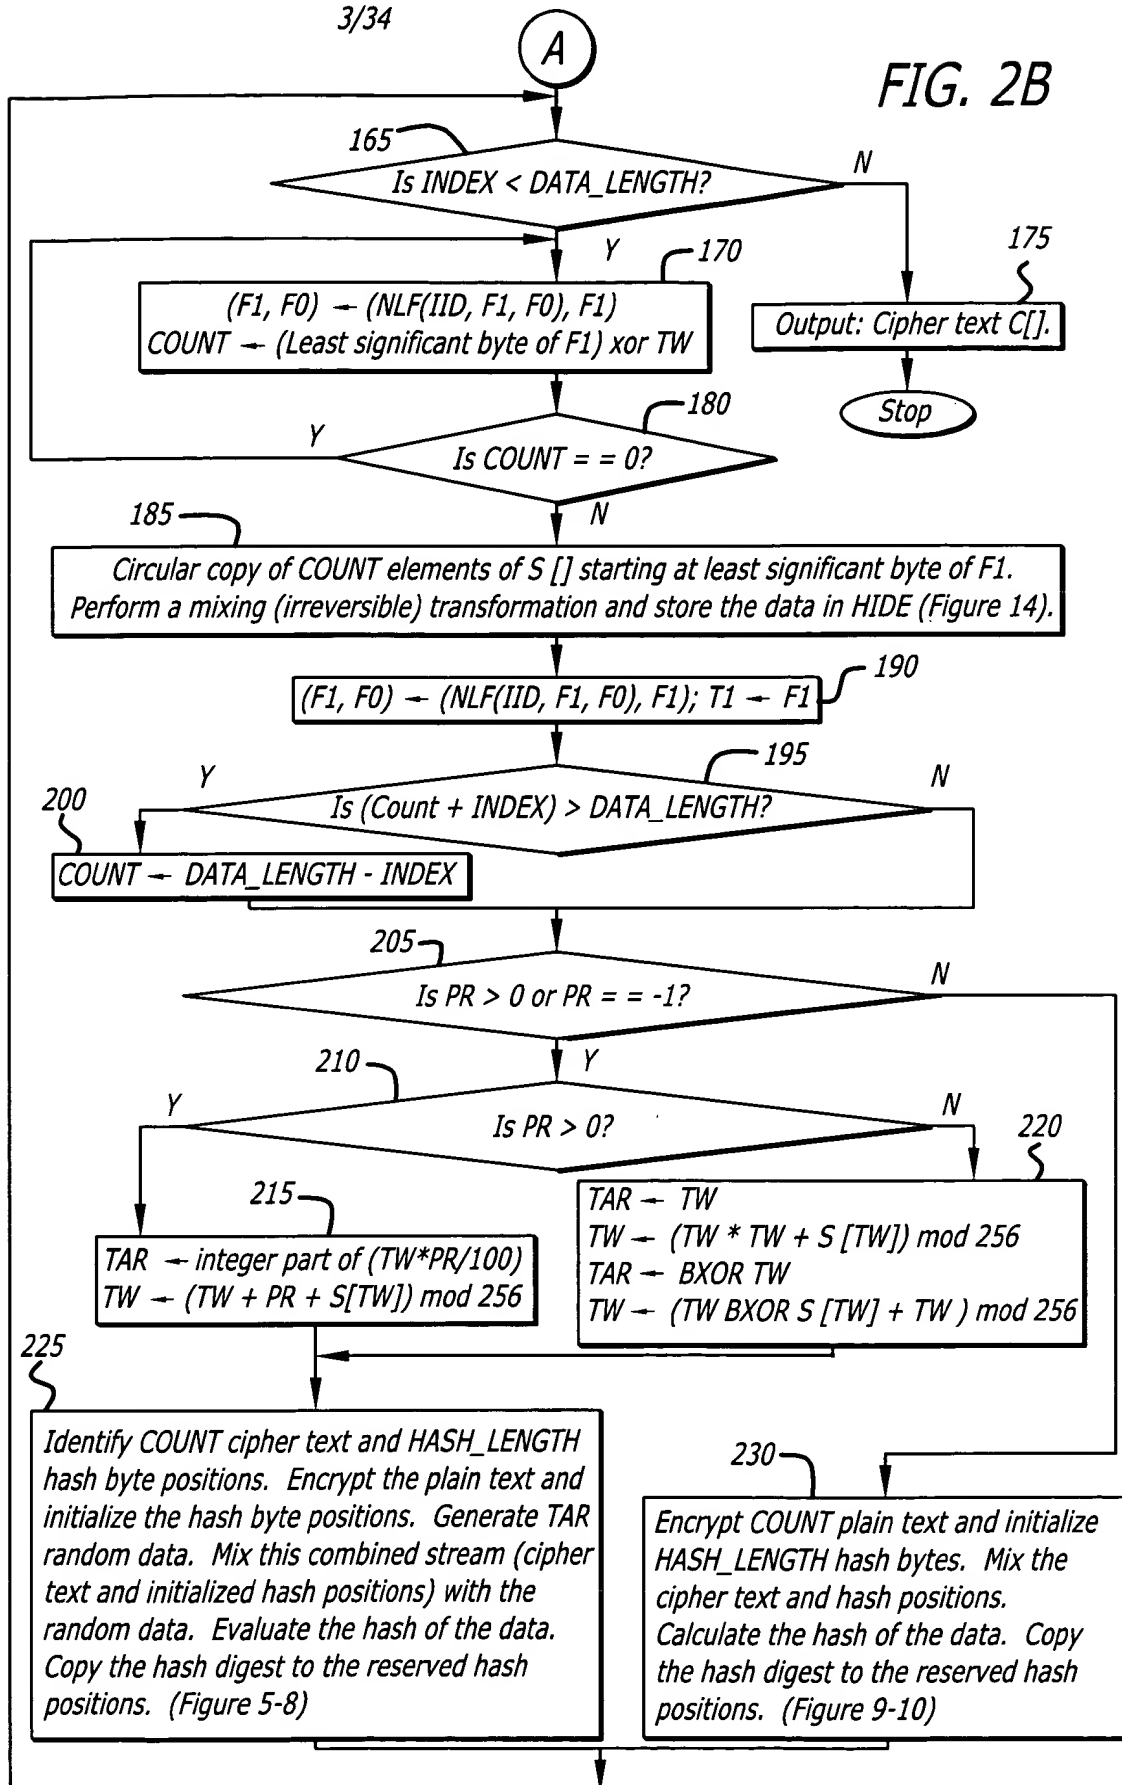 3/34
A
FIG. 2B
165
Is INDEX < DATA_LENGTH?
N
Y
170
(F1, F0) ← (NLF(IID, F1, F0), F1)
COUNT ← (Least significant byte of F1) xor TW
175
Output: Cipher text C[].
Stop
180
Y
Is COUNT = = 0?
N
185
Circular copy of COUNT elements of S [] starting at least significant byte of F1.
Perform a mixing (irreversible) transformation and store the data in HIDE (Figure 14).
190
(F1, F0) ← (NLF(IID, F1, F0), F1); T1 ← F1
195
Y
N
Is (Count + INDEX) > DATA_LENGTH?
200
COUNT ← DATA_LENGTH - INDEX
205
N
Is PR > 0 or PR = = -1?
Y
210
Y
N
Is PR > 0?
215
TAR ← integer part of (TW*PR/100)
TW ← (TW + PR + S[TW]) mod 256
220
TAR ← TW
TW ← (TW * TW + S [TW]) mod 256
TAR ← BXOR TW
TW ← (TW BXOR S [TW] + TW ) mod 256
225
Identify COUNT cipher text and HASH_LENGTH
hash byte positions. Encrypt the plain text and
initialize the hash byte positions. Generate TAR
random data. Mix this combined stream (cipher
text and initialized hash positions) with the
random data. Evaluate the hash of the data.
Copy the hash digest to the reserved hash
positions. (Figure 5-8)
230
Encrypt COUNT plain text and initialize
HASH_LENGTH hash bytes. Mix the
cipher text and hash positions.
Calculate the hash of the data. Copy
the hash digest to the reserved hash
positions. (Figure 9-10)